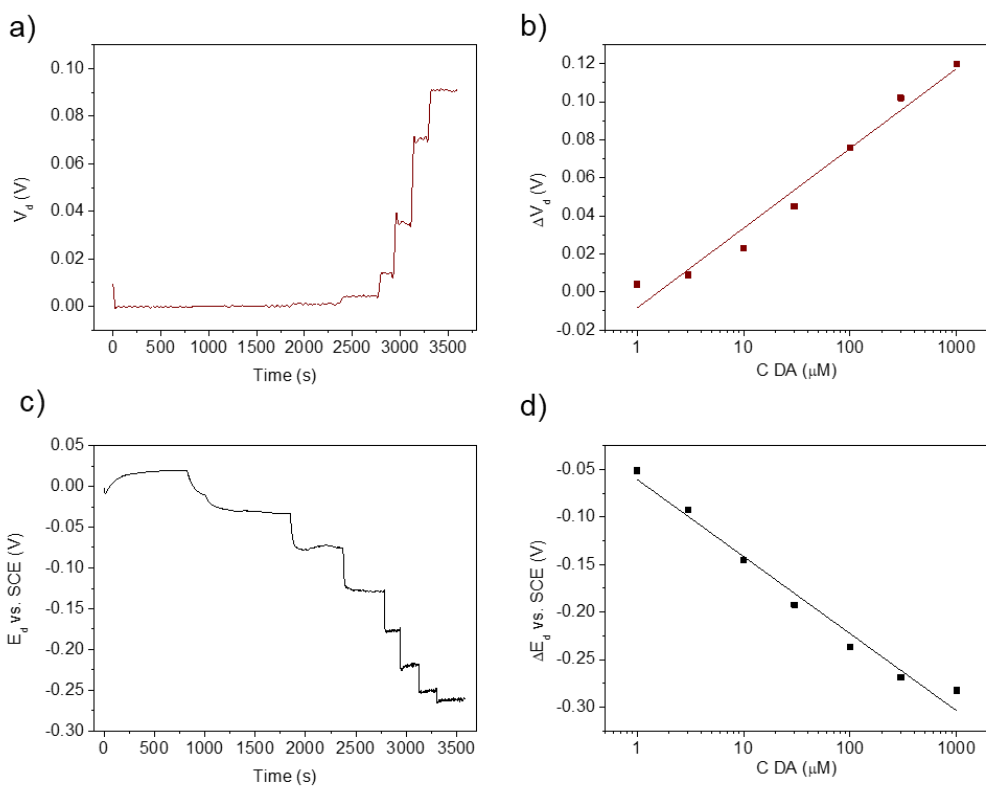 a)
0.10
0.08
0.06
0.04
0.02
0.00
V_d (V)
0 500 1000 1500 2000 2500 3000 3500
Time (s)
b)
0.12
0.10
0.08
0.06
0.04
0.02
0.00
-0.02
ΔV_d (V)
1 10 100 1000
C DA (μM)
c)
0.05
0.00
-0.05
-0.10
-0.15
-0.20
-0.25
-0.30
E_d vs. SCE (V)
0 500 1000 1500 2000 2500 3000 3500
Time (s)
d)
-0.05
-0.10
-0.15
-0.20
-0.25
-0.30
ΔE_d vs. SCE (V)
1 10 100 1000
C DA (μM)